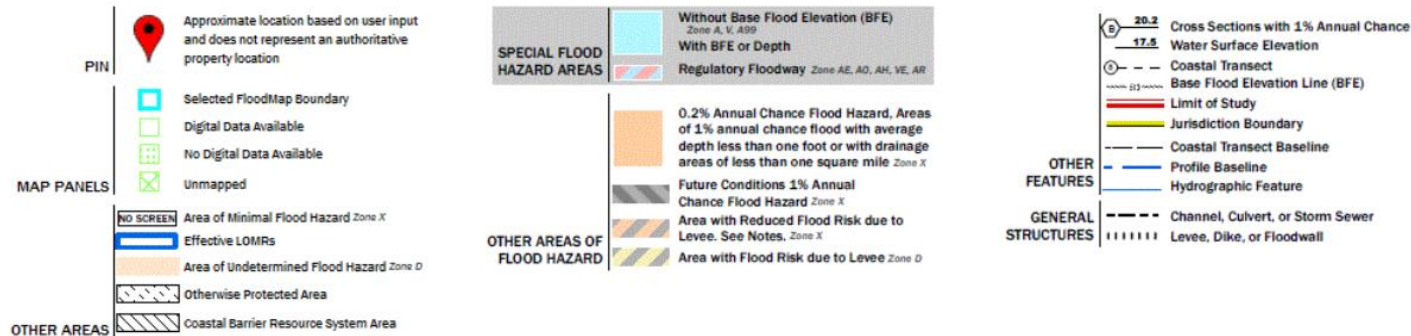 Approximate location based on user input
and does not represent an authoritative
property location
PIN
Selected FloodMap Boundary
Digital Data Available
No Digital Data Available
Unmapped
MAP PANELS
NO SCREEN Area of Minimal Flood Hazard Zone X
Effective LOMRs
Area of Undetermined Flood Hazard Zone D
Otherwise Protected Area
Coastal Barrier Resource System Area
OTHER AREAS
Without Base Flood Elevation (BFE)
Zone A, V, A99
With BFE or Depth
Regulatory Floodway Zone AE, AO, AH, VE, AR
SPECIAL FLOOD
HAZARD AREAS
0.2% Annual Chance Flood Hazard, Areas
of 1% annual chance flood with average
depth less than one foot or with drainage
areas of less than one square mile Zone X
Future Conditions 1% Annual
Chance Flood Hazard Zone X
Area with Reduced Flood Risk due to
Levee. See Notes. Zone X
Area with Flood Risk due to Levee Zone D
OTHER AREAS OF
FLOOD HAZARD
20.2 Cross Sections with 1% Annual Chance
17.5 Water Surface Elevation
Coastal Transect
Base Flood Elevation Line (BFE)
Limit of Study
Jurisdiction Boundary
Coastal Transect Baseline
Profile Baseline
Hydrographic Feature
OTHER
FEATURES
Channel, Culvert, or Storm Sewer
Levee, Dike, or Floodwall
GENERAL
STRUCTURES